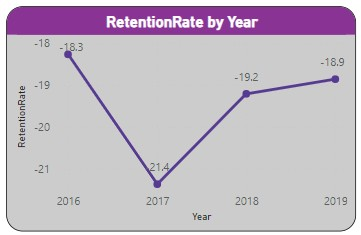 RetentionRate by Year
-18
-18.3
-18.9
-19
-19.2
-20
-21
-21.4
RetentionRate
2016 2017 2018 2019
Year